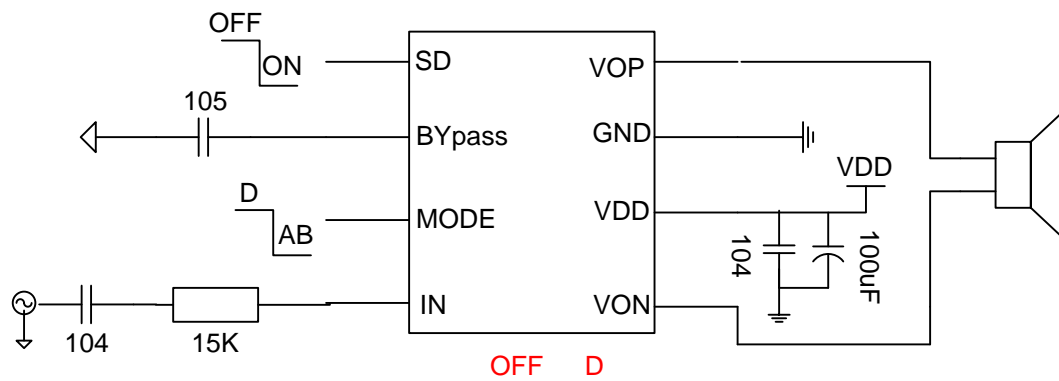 OFF
ON
SD
VOP
105
BYpass
GND
VDD
D
AB
MODE
VDD
104
100uF
IN
VON
104
15K
OFF D